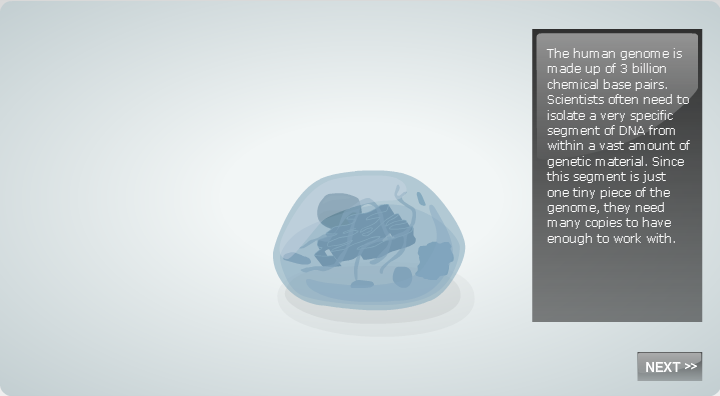 The human genome is
made up of 3 billion
chemical base pairs.
Scientists often need to
isolate a very specific
segment of DNA from
within a vast amount of
genetic material. Since
this segment is just
one tiny piece of the
genome, they need
many copies to have
enough to work with.
NEXT >>